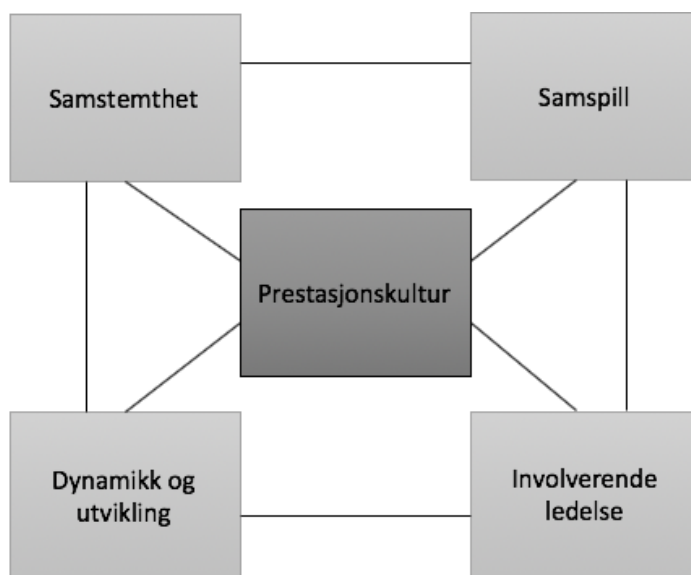 Samstemthet
Samspill
Prestasjonskultur
Dynamikk og
utvikling
Involverende
ledelse